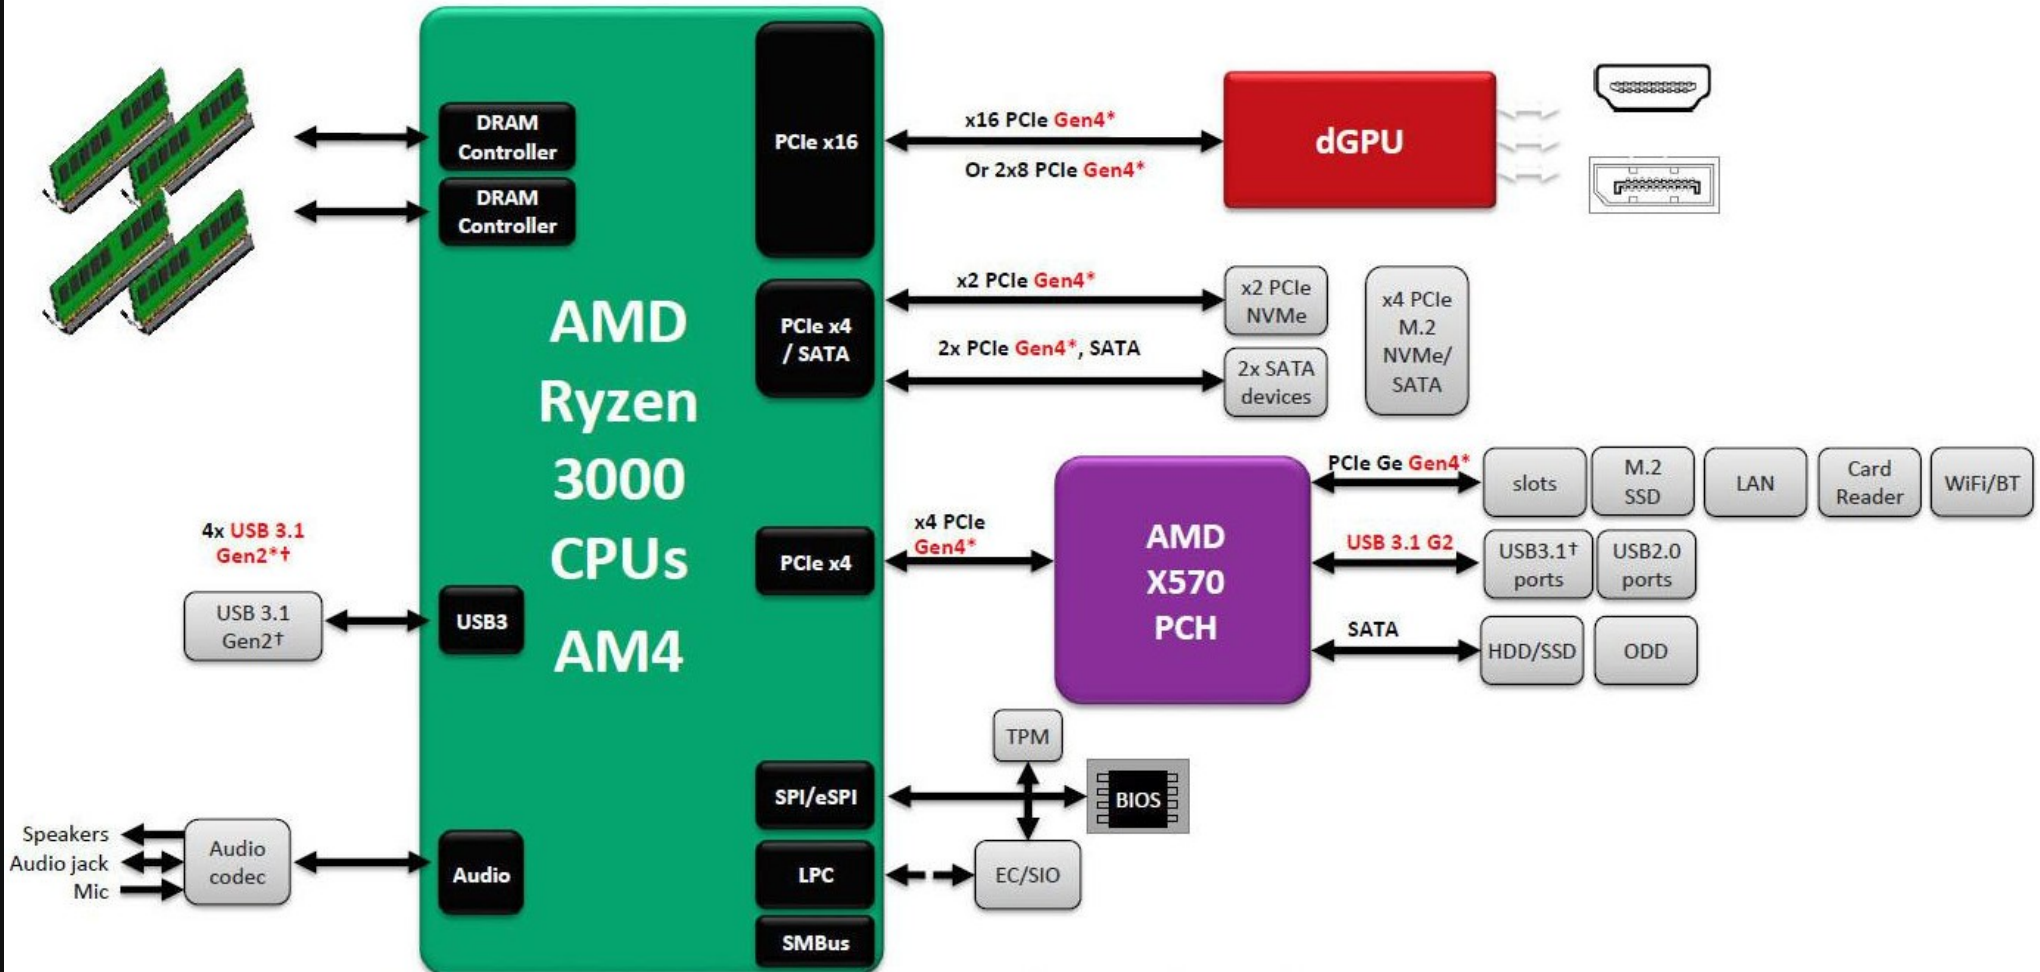 DRAM
Controller
DRAM
Controller
PCIe x16
x16 PCIe Gen4*
Or 2x8 PCIe Gen4*
dGPU
AMD
Ryzen
3000
CPUs
AM4
PCIe x4
/ SATA
x2 PCIe Gen4*
2x PCIe Gen4*, SATA
x2 PCIe
NVMe
2x SATA
devices
x4 PCIe
M.2
NVMe/
SATA
4x USB 3.1
Gen2*†
USB 3.1
Gen2†
USB3
PCIe x4
x4 PCIe
Gen4*
AMD
X570
PCH
PCIe Ge Gen4*
slots
M.2
SSD
LAN
Card
Reader
WiFi/BT
USB 3.1 G2
USB3.1†
ports
USB2.0
ports
SATA
HDD/SSD
ODD
TPM
SPI/eSPI
BIOS
Speakers
Audio jack
Mic
Audio
codec
Audio
LPC
EC/SIO
SMBus